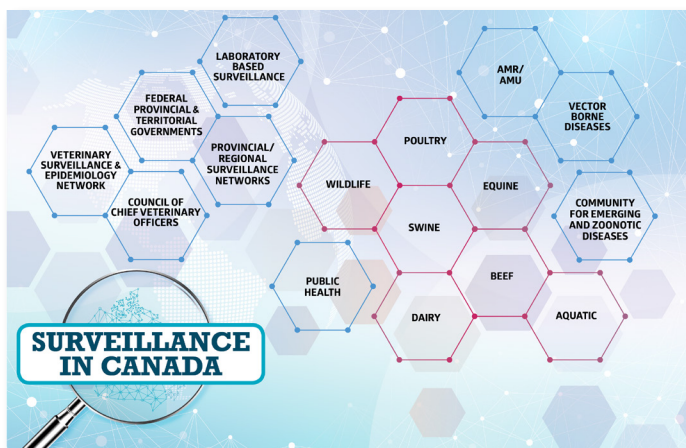 LABORATORY
BASED
SURVEILLANCE
FEDERAL
PROVINCIAL &
TERRITORIAL
GOVERNMENTS
PROVINCIAL/
REGIONAL
SURVEILLANCE
NETWORKS
VETERINARY
SURVEILLANCE &
EPIDEMIOLOGY
NETWORK
COUNCIL OF
CHIEF VETERINARY
OFFICERS
AMR/
AMU
VECTOR
BORNE
DISEASES
POULTRY
WILDLIFE
EQUINE
SWINE
COMMUNITY
FOR EMERGING
AND ZOONOTIC
DISEASES
PUBLIC
HEALTH
BEEF
DAIRY
AQUATIC
SURVEILLANCE
IN CANADA